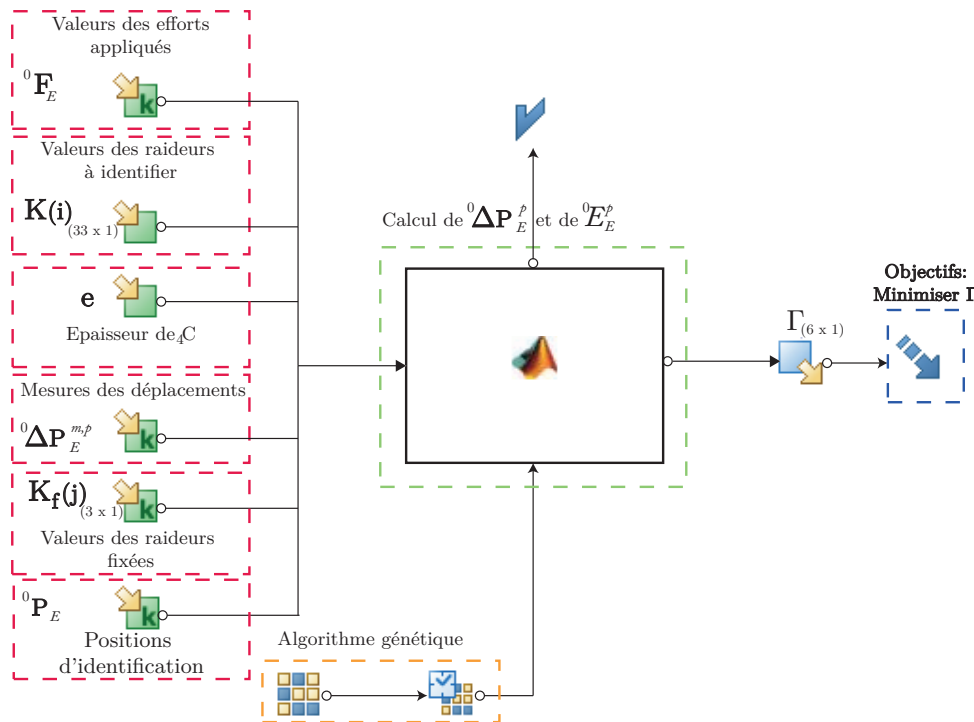 Valeurs des efforts
appliqués
⁰F_E
k
Valeurs des raideurs
à identifier
K(i)
(33 x 1)
e
Epaisseur de ₄C
Mesures des déplacements
⁰ΔP_E^{m,p}
k
K_f(j)
(3 x 1)
k
Valeurs des raideurs
fixées
⁰P_E
k
Positions
d'identification
Calcul de ⁰ΔP_E^p et de ⁰E_E^p
Algorithme génétique
Γ_(6 x 1)
Objectifs:
Minimiser Γ